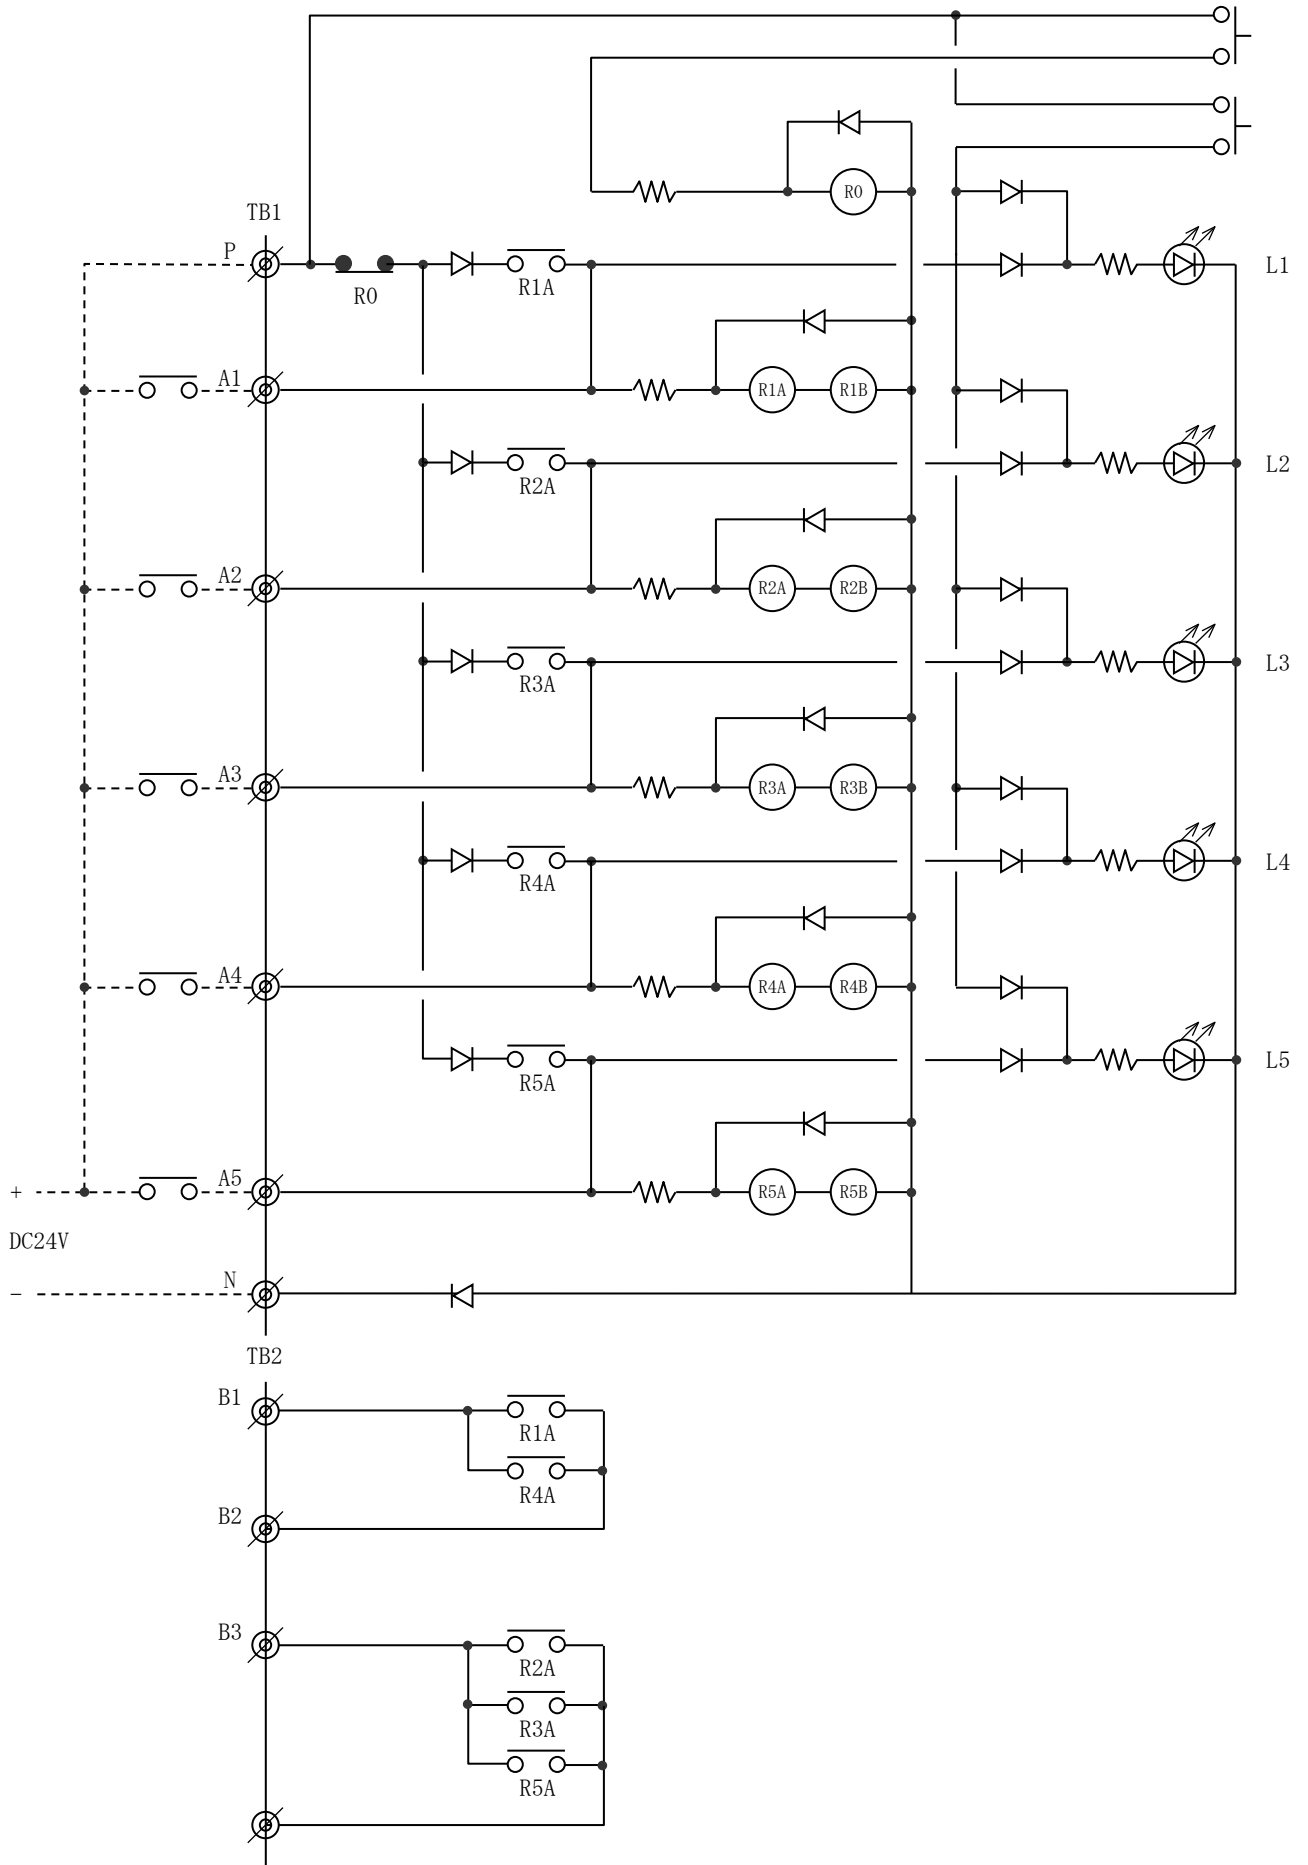 R0
TB1
P
R0
R1A
L1
A1
R1A
R1B
R2A
L2
A2
R2A
R2B
R3A
L3
A3
R3A
R3B
R4A
L4
A4
R4A
R4B
R5A
L5
+
A5
R5A
R5B
DC24V
−
N
TB2
B1
R1A
R4A
B2
B3
R2A
R3A
R5A